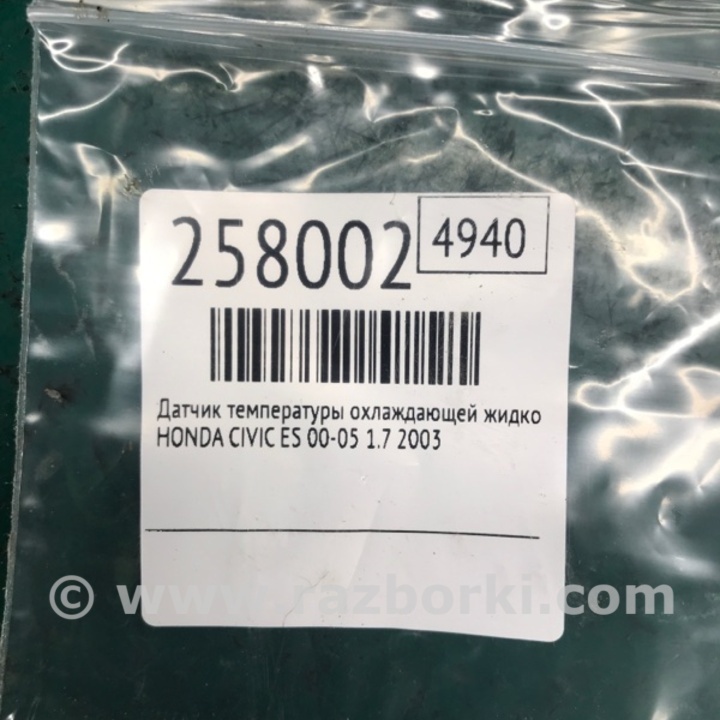 258002 4940
Датчик температуры охлаждающей жидко
HONDA CIVIC ES 00-05 1.7 2003
© www.razborki.com